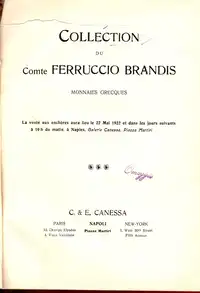 COLLECTION
DU
Comte FERRUCCIO BRANDIS
MONNAIES GRECQUES
La vente aux enchères aura lieu le 22 Mai 1922 et dans les jours suivants
à 10 h du matin, à Naples, Galerie Canessa, Piazza Martiri
C. & E. CANESSA
PARIS NAPOLI NEW-YORK
Piazza Martiri